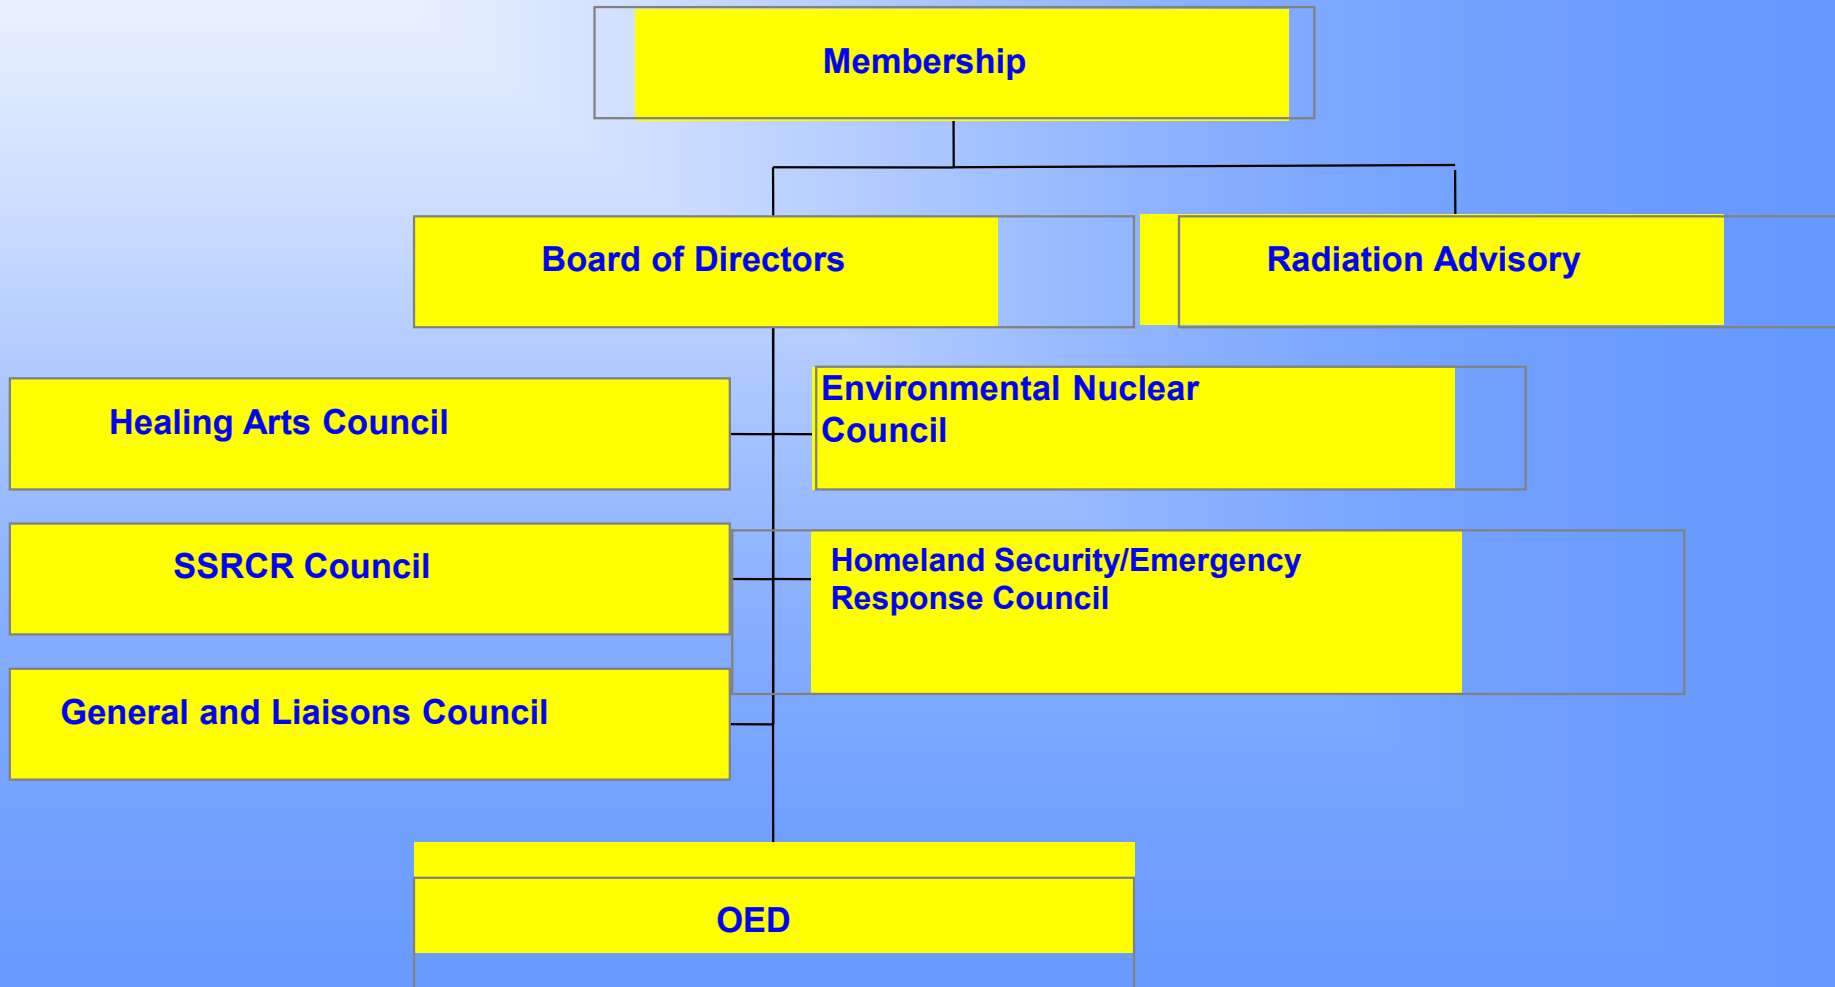 Membership
Board of Directors
Radiation Advisory
Healing Arts Council
Environmental Nuclear
Council
SSRCR Council
Homeland Security/Emergency
Response Council
General and Liaisons Council
OED